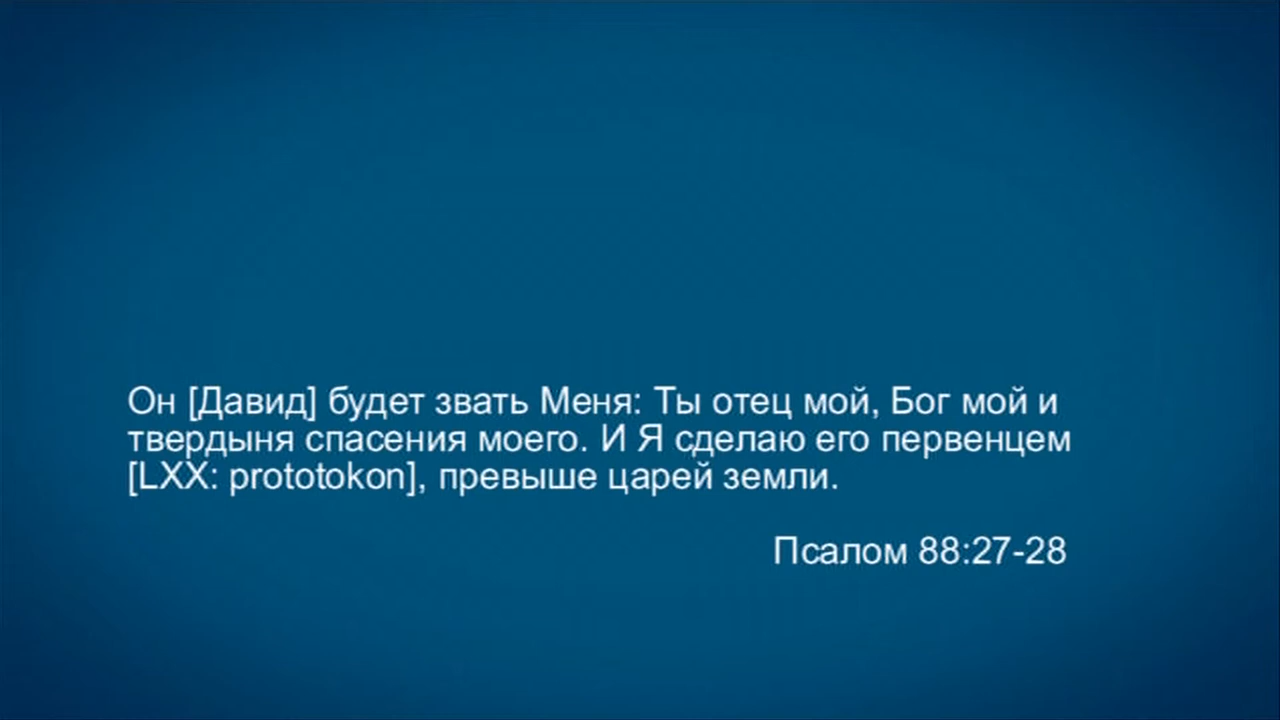 Он [Давид] будет звать Меня: Ты отец мой, Бог мой и
твердыня спасения моего. И Я сделаю его первенцем
[LXX: prototokon], превыше царей земли.
Псалом 88:27-28